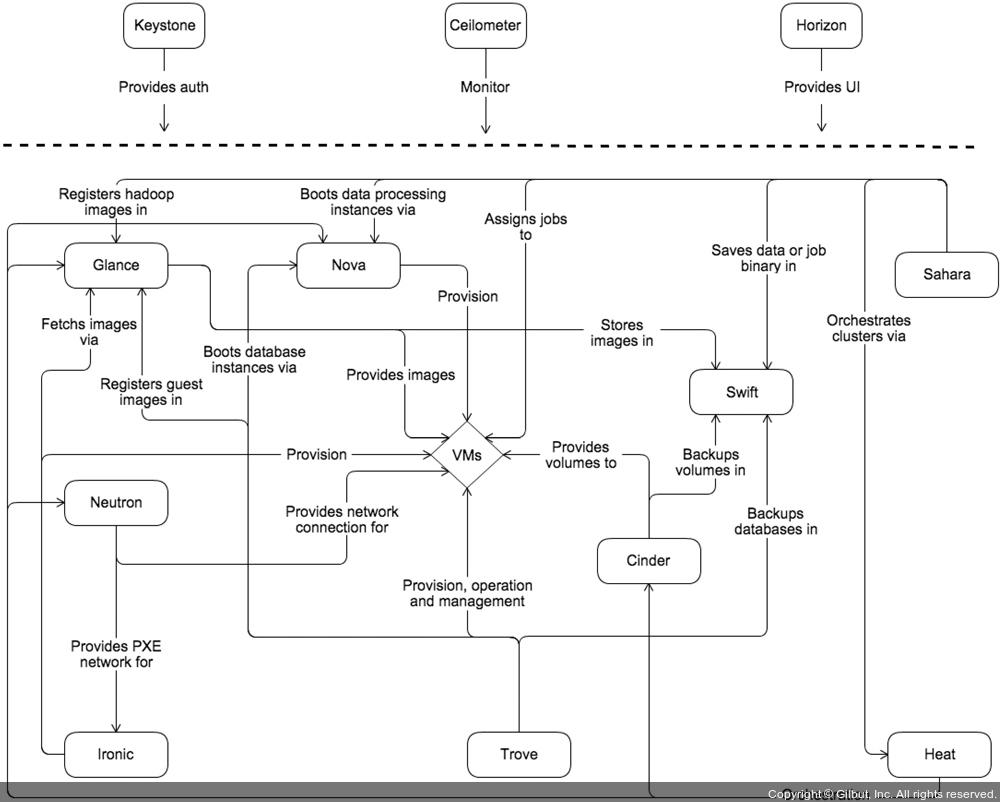 Keystone
Ceilometer
Horizon
Provides auth
Monitor
Provides UI
Registers hadoop
images in
Boots data processing
instances via
Assigns jobs
to
Saves data or job
binary in
Glance
Nova
Sahara
Provision
Fetchs images
via
Stores
images in
Orchestrates
clusters via
Boots database
instances via
Provides images
Registers guest
images in
Swift
Provision
VMs
Provides
volumes to
Backups
volumes in
Neutron
Provides network
connection for
Backups
databases in
Cinder
Provision, operation
and management
Provides PXE
network for
Ironic
Trove
Heat
Copyright © Gilbut, Inc. All rights reserved.